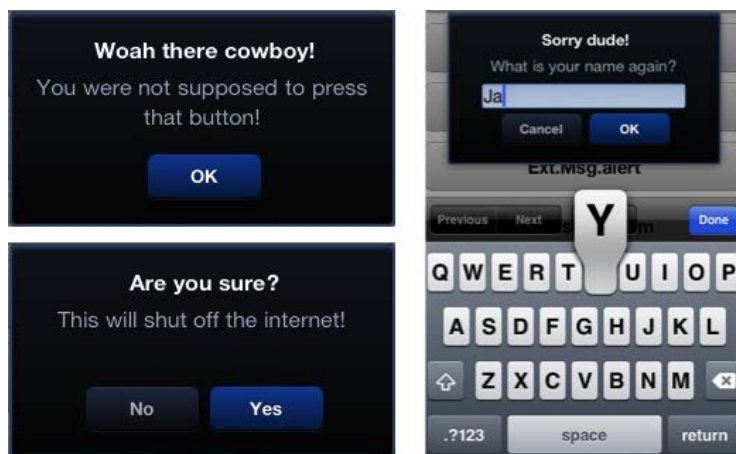 Woah there cowboy!
You were not supposed to press
that button!
OK
Are you sure?
This will shut off the internet!
No Yes
Sorry dude!
What is your name again?
Ja
Cancel OK
Ext.Msg.alert
Previous Next Done
Y
Q W E R T U I O P
A S D F G H J K L
Z X C V B N M
.?123 space return